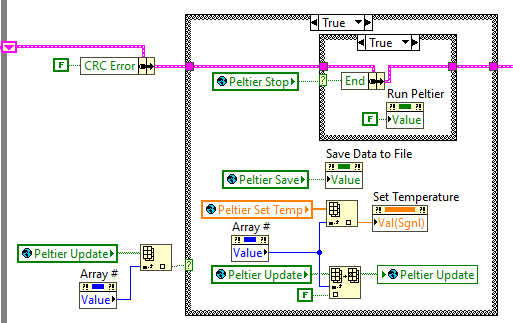 True
True
F
CRC Error
Peltier Stop
?
End
Run Peltier
?! ?!
F
Value
Save Data to File
?! ?!
Peltier Save
Value
Set Temperature
?! ?!
Peltier Set Temp
Val(Sgnl)
Array #
?! ?!
Value
Peltier Update
?
Peltier Update
Peltier Update
Array #
?! ?!
Value
F